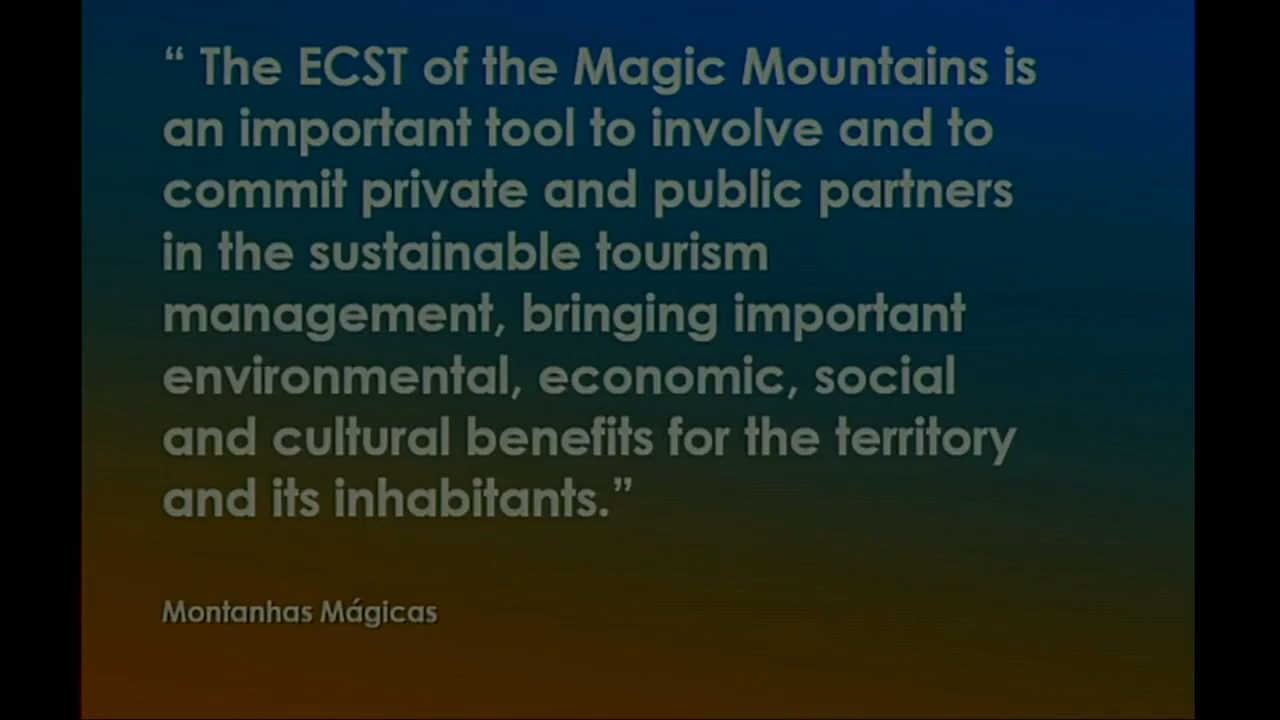 “ The ECST of the Magic Mountains is
an important tool to involve and to
commit private and public partners
in the sustainable tourism
management, bringing important
environmental, economic, social
and cultural benefits for the territory
and its inhabitants.”
Montanhas Mágicas